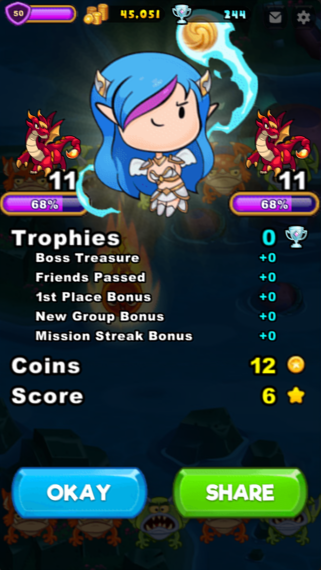 50 45.051 244
11 11
68% 68%
Trophies 0
Boss Treasure +0
Friends Passed +0
1st Place Bonus +0
New Group Bonus +0
Mission Streak Bonus +0
Coins 12
Score 6
OKAY SHARE